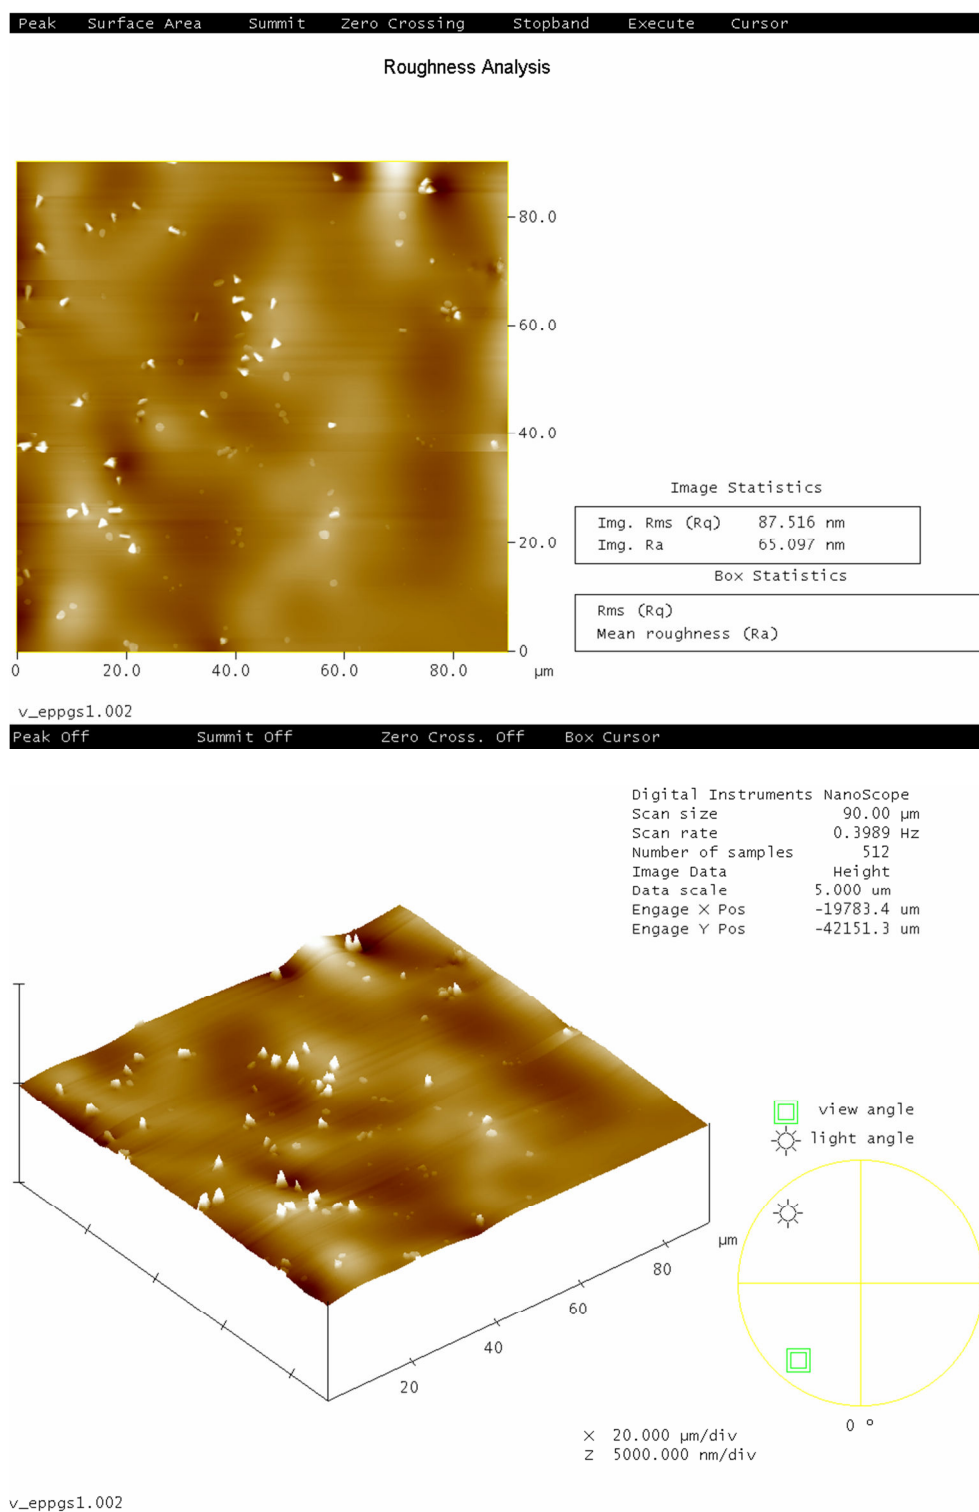 Peak Surface Area Summit Zero Crossing Stopband Execute Cursor
Roughness Analysis
80.0
60.0
40.0
20.0
0
0 20.0 40.0 60.0 80.0 µm
Image Statistics
Img. Rms (Rq) 87.516 nm
Img. Ra 65.097 nm
Box Statistics
Rms (Rq)
Mean roughness (Ra)
v_eppgs1.002
Peak Off Summit Off Zero Cross. Off Box Cursor
Digital Instruments NanoScope
Scan size 90.00 µm
Scan rate 0.3989 Hz
Number of samples 512
Image Data Height
Data scale 5.000 um
Engage X Pos -19783.4 um
Engage Y Pos -42151.3 um
view angle
light angle
µm
80
60
40
20
0 º
X 20.000 µm/div
Z 5000.000 nm/div
v_eppgs1.002